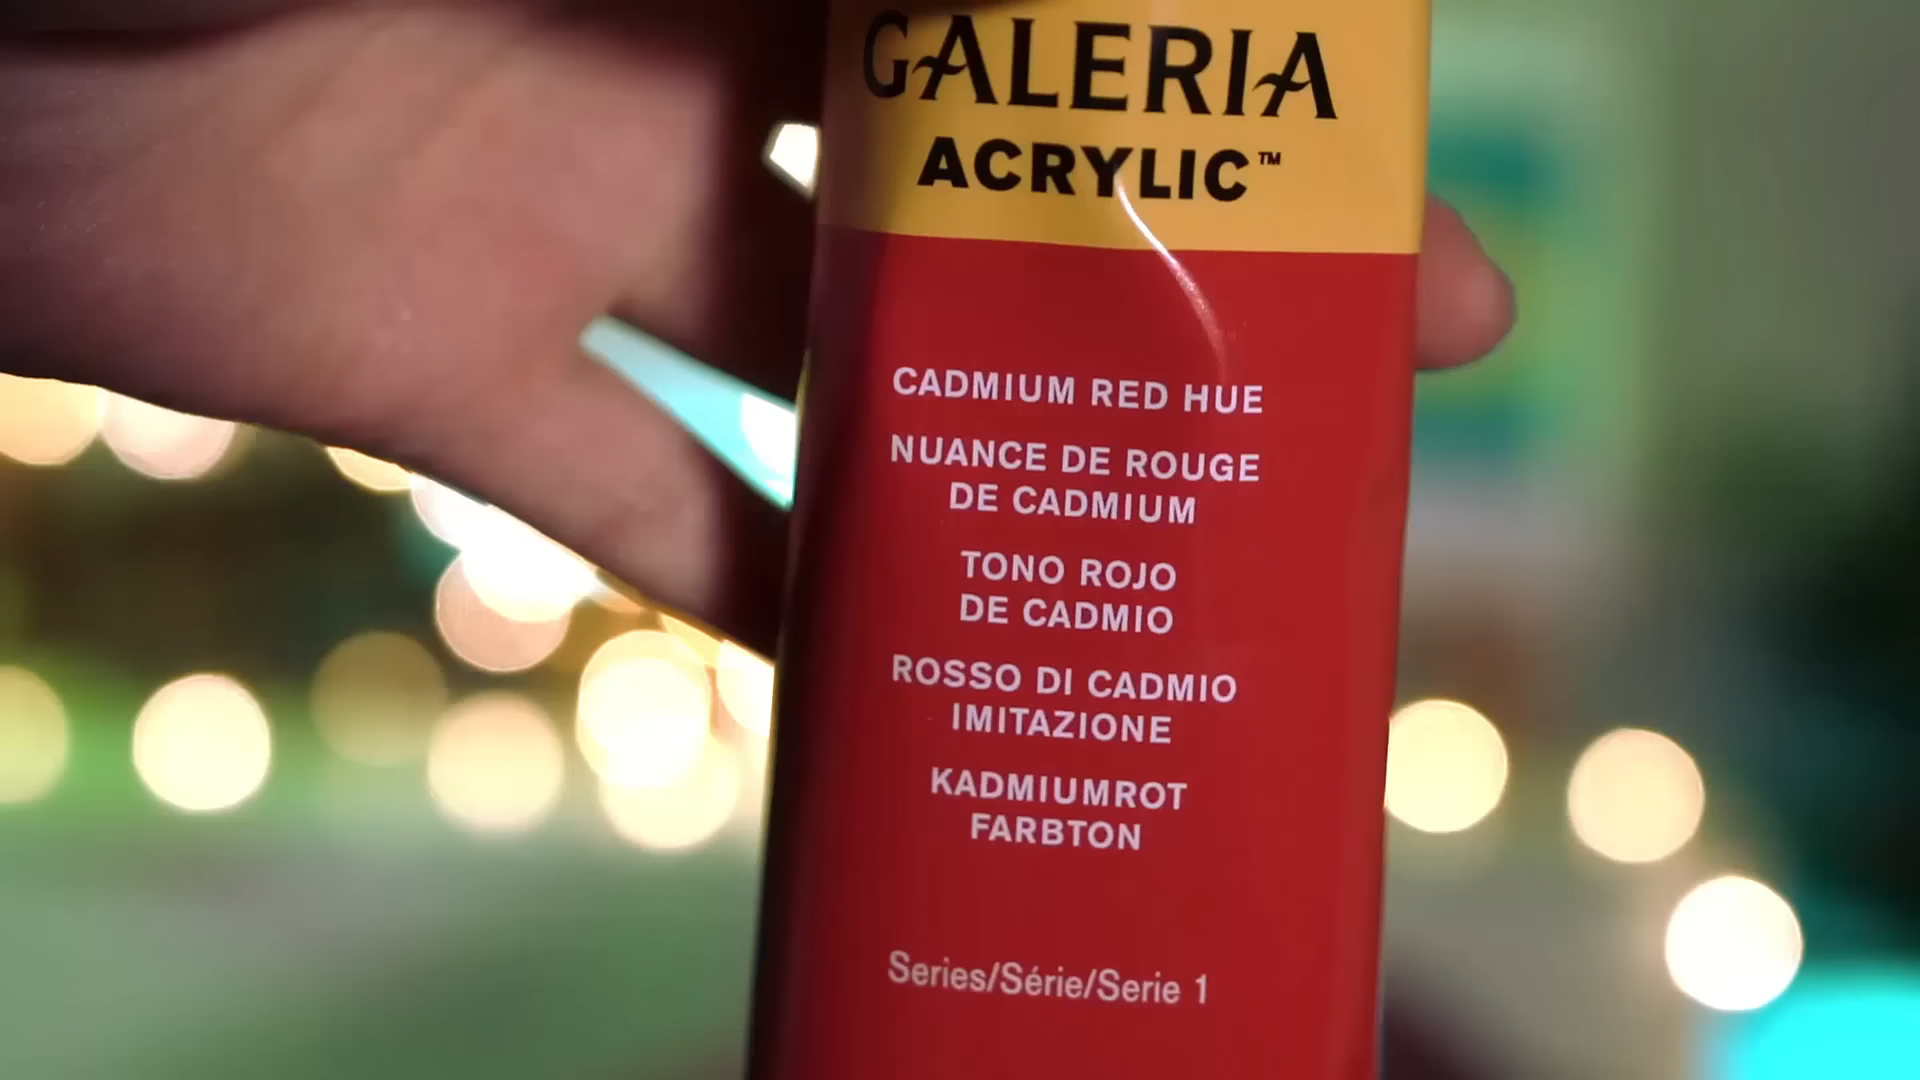 GALERIA
ACRYLIC™
CADMIUM RED HUE
NUANCE DE ROUGE
DE CADMIUM
TONO ROJO
DE CADMIO
ROSSO DI CADMIO
IMITAZIONE
KADMIUMROT
FARBTON
Series/Série/Serie 1